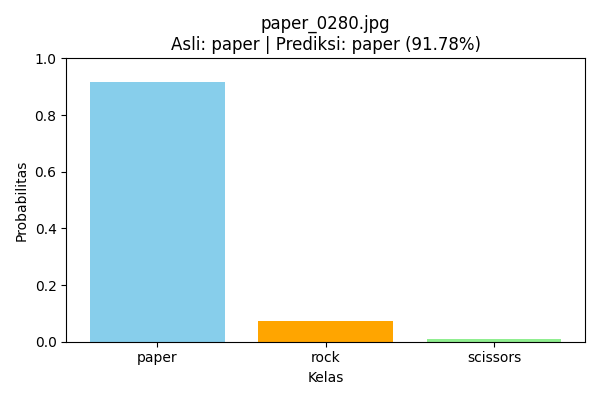 paper_0280.jpg
Asli: paper | Prediksi: paper (91.78%)
1.0
0.8
0.6
0.4
0.2
0.0
Probabilitas
paper rock scissors
Kelas